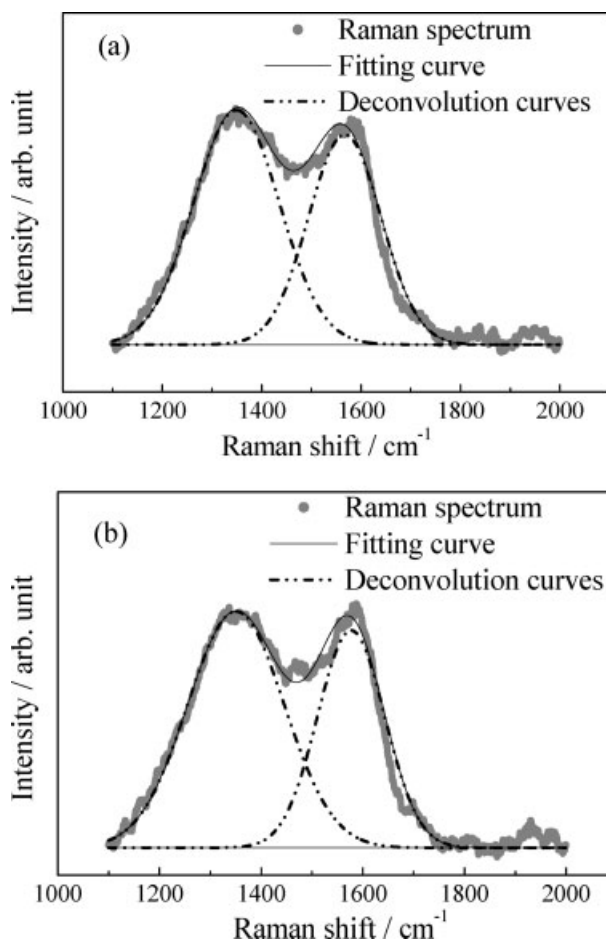 (a)
Raman spectrum
Fitting curve
Deconvolution curves
Intensity / arb. unit
1000 1200 1400 1600 1800 2000
Raman shift / cm⁻¹
(b)
Raman spectrum
Fitting curve
Deconvolution curves
Intensity / arb. unit
1000 1200 1400 1600 1800 2000
Raman shift / cm⁻¹